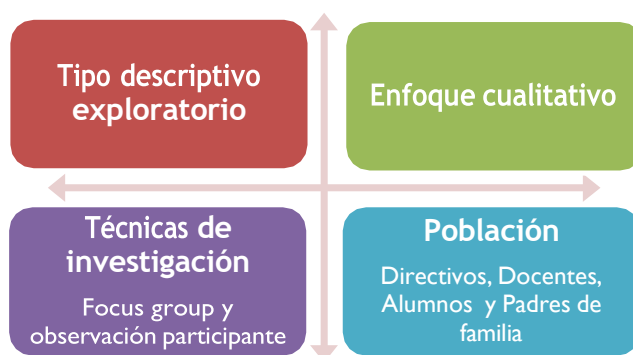 Tipo descriptivo
exploratorio
Enfoque cualitativo
Técnicas de
investigación
Focus group y
observación participante
Población
Directivos, Docentes,
Alumnos y Padres de
familia